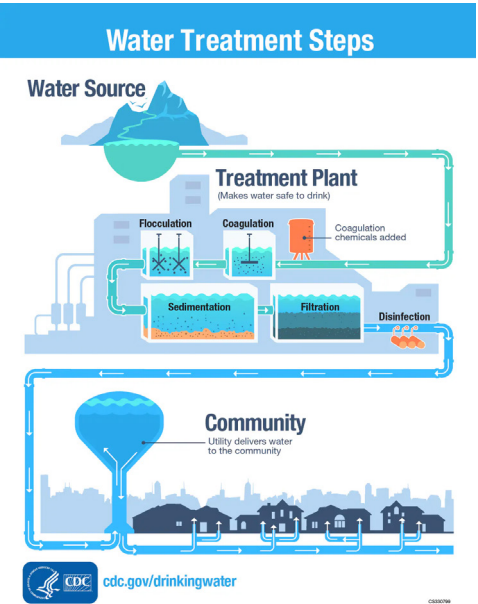 Water Treatment Steps
Water Source
Treatment Plant
(Makes water safe to drink)
Flocculation
Coagulation
Coagulation
chemicals added
Sedimentation
Filtration
Disinfection
Community
Utility delivers water
to the community
CDC
cdc.gov/drinkingwater